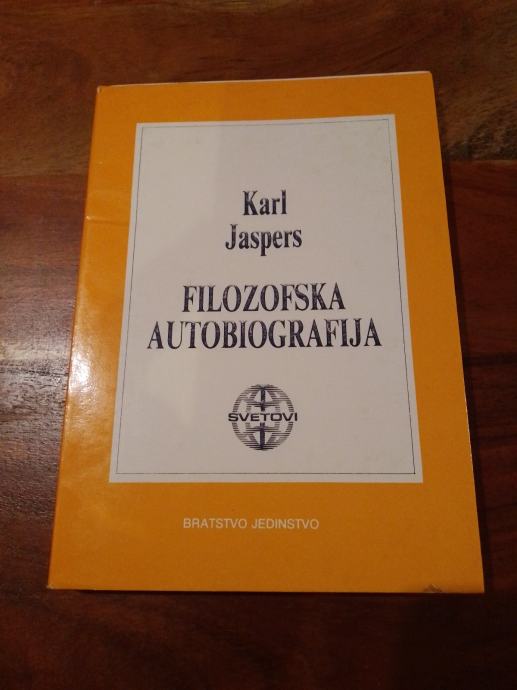 Karl
Jaspers
FILOZOFSKA
AUTOBIOGRAFIJA
SVETOVI
BRATSTVO JEDINSTVO